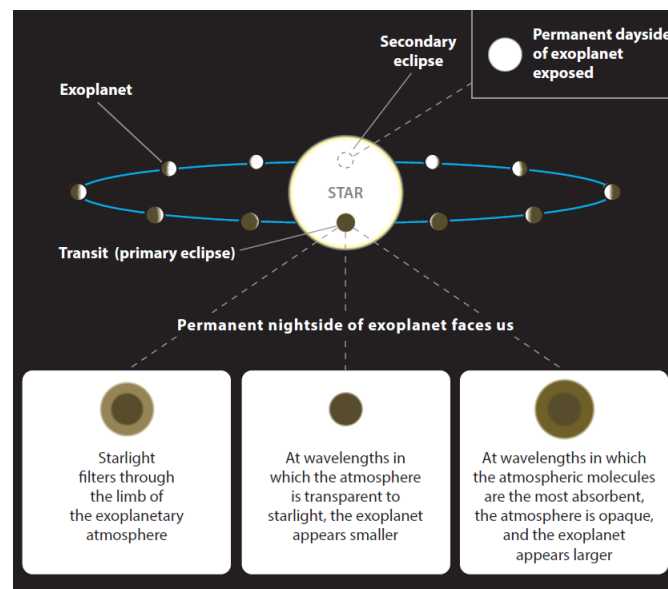 Permanent dayside
of exoplanet
exposed
Secondary
eclipse
Exoplanet
STAR
Transit (primary eclipse)
Permanent nightside of exoplanet faces us
Starlight
filters through
the limb of
the exoplanetary
atmosphere
At wavelengths in
which the atmosphere
is transparent to
starlight, the exoplanet
appears smaller
At wavelengths in which
the atmospheric molecules
are the most absorbent,
the atmosphere is opaque,
and the exoplanet
appears larger